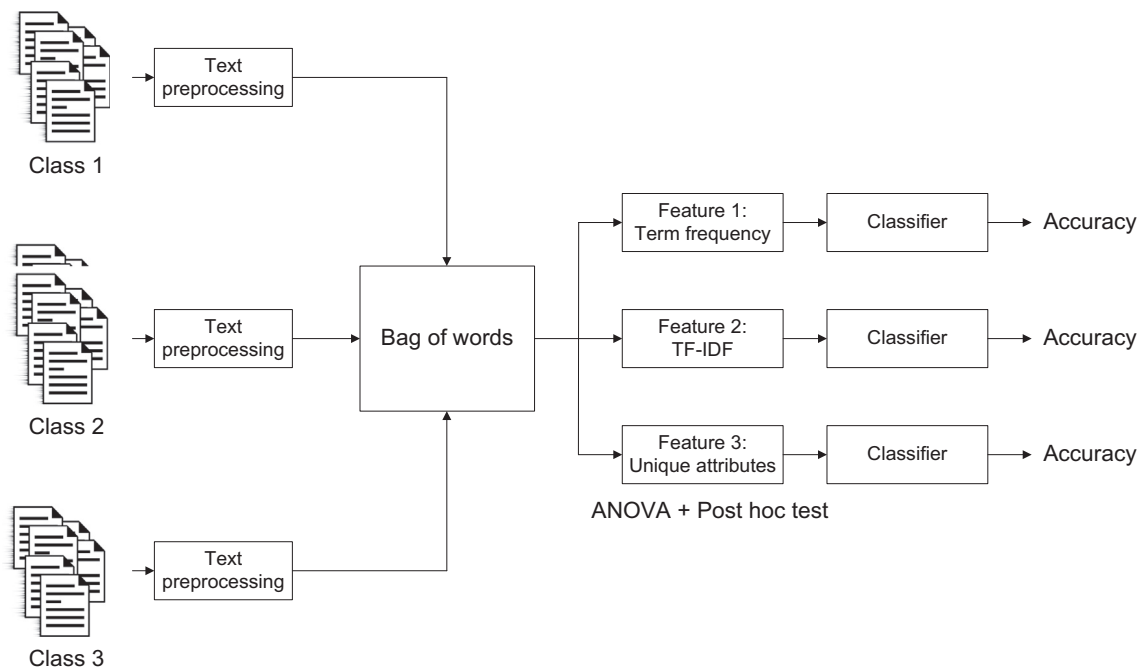 Text
preprocessing
Class 1
Feature 1:
Term frequency
Classifier
Accuracy
Text
preprocessing
Class 2
Bag of words
Feature 2:
TF-IDF
Classifier
Accuracy
Feature 3:
Unique attributes
Classifier
Accuracy
ANOVA + Post hoc test
Text
preprocessing
Class 3